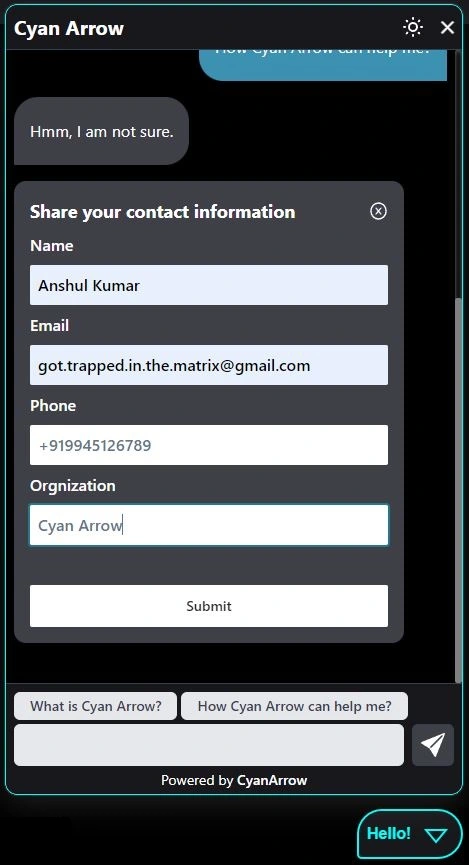 Cyan Arrow
How Cyan Arrow can help me?
Hmm, I am not sure.
Share your contact information
Name
Anshul Kumar
Email
got.trapped.in.the.matrix@gmail.com
Phone
+919945126789
Orgnization
Cyan Arrow
Submit
What is Cyan Arrow? How Cyan Arrow can help me?
Powered by CyanArrow
Hello!